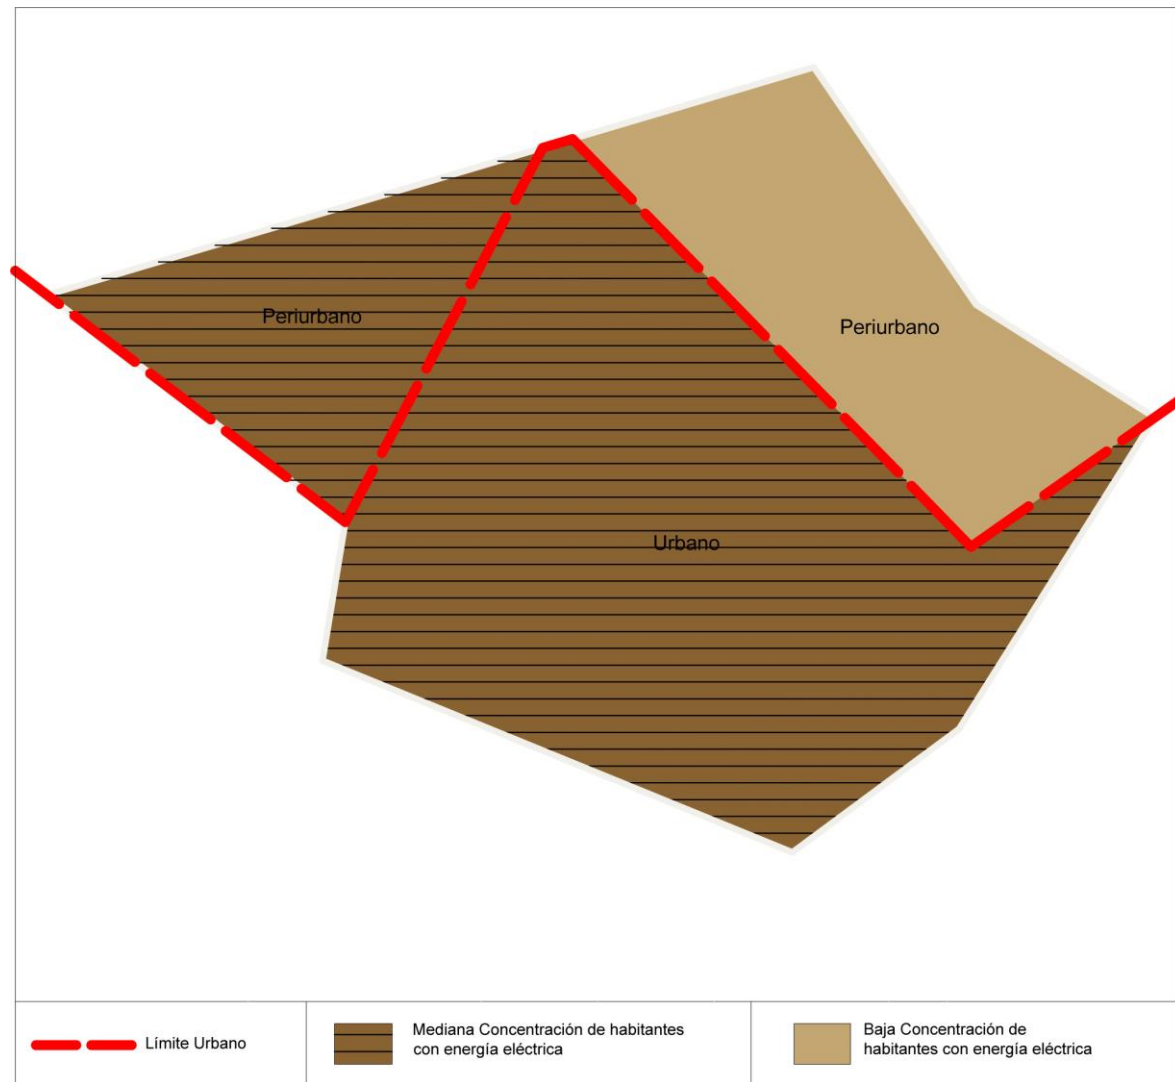 Periurbano
Periurbano
Urbano
Límite Urbano
Mediana Concentración de habitantes
con energía eléctrica
Baja Concentración de
habitantes con energía eléctrica